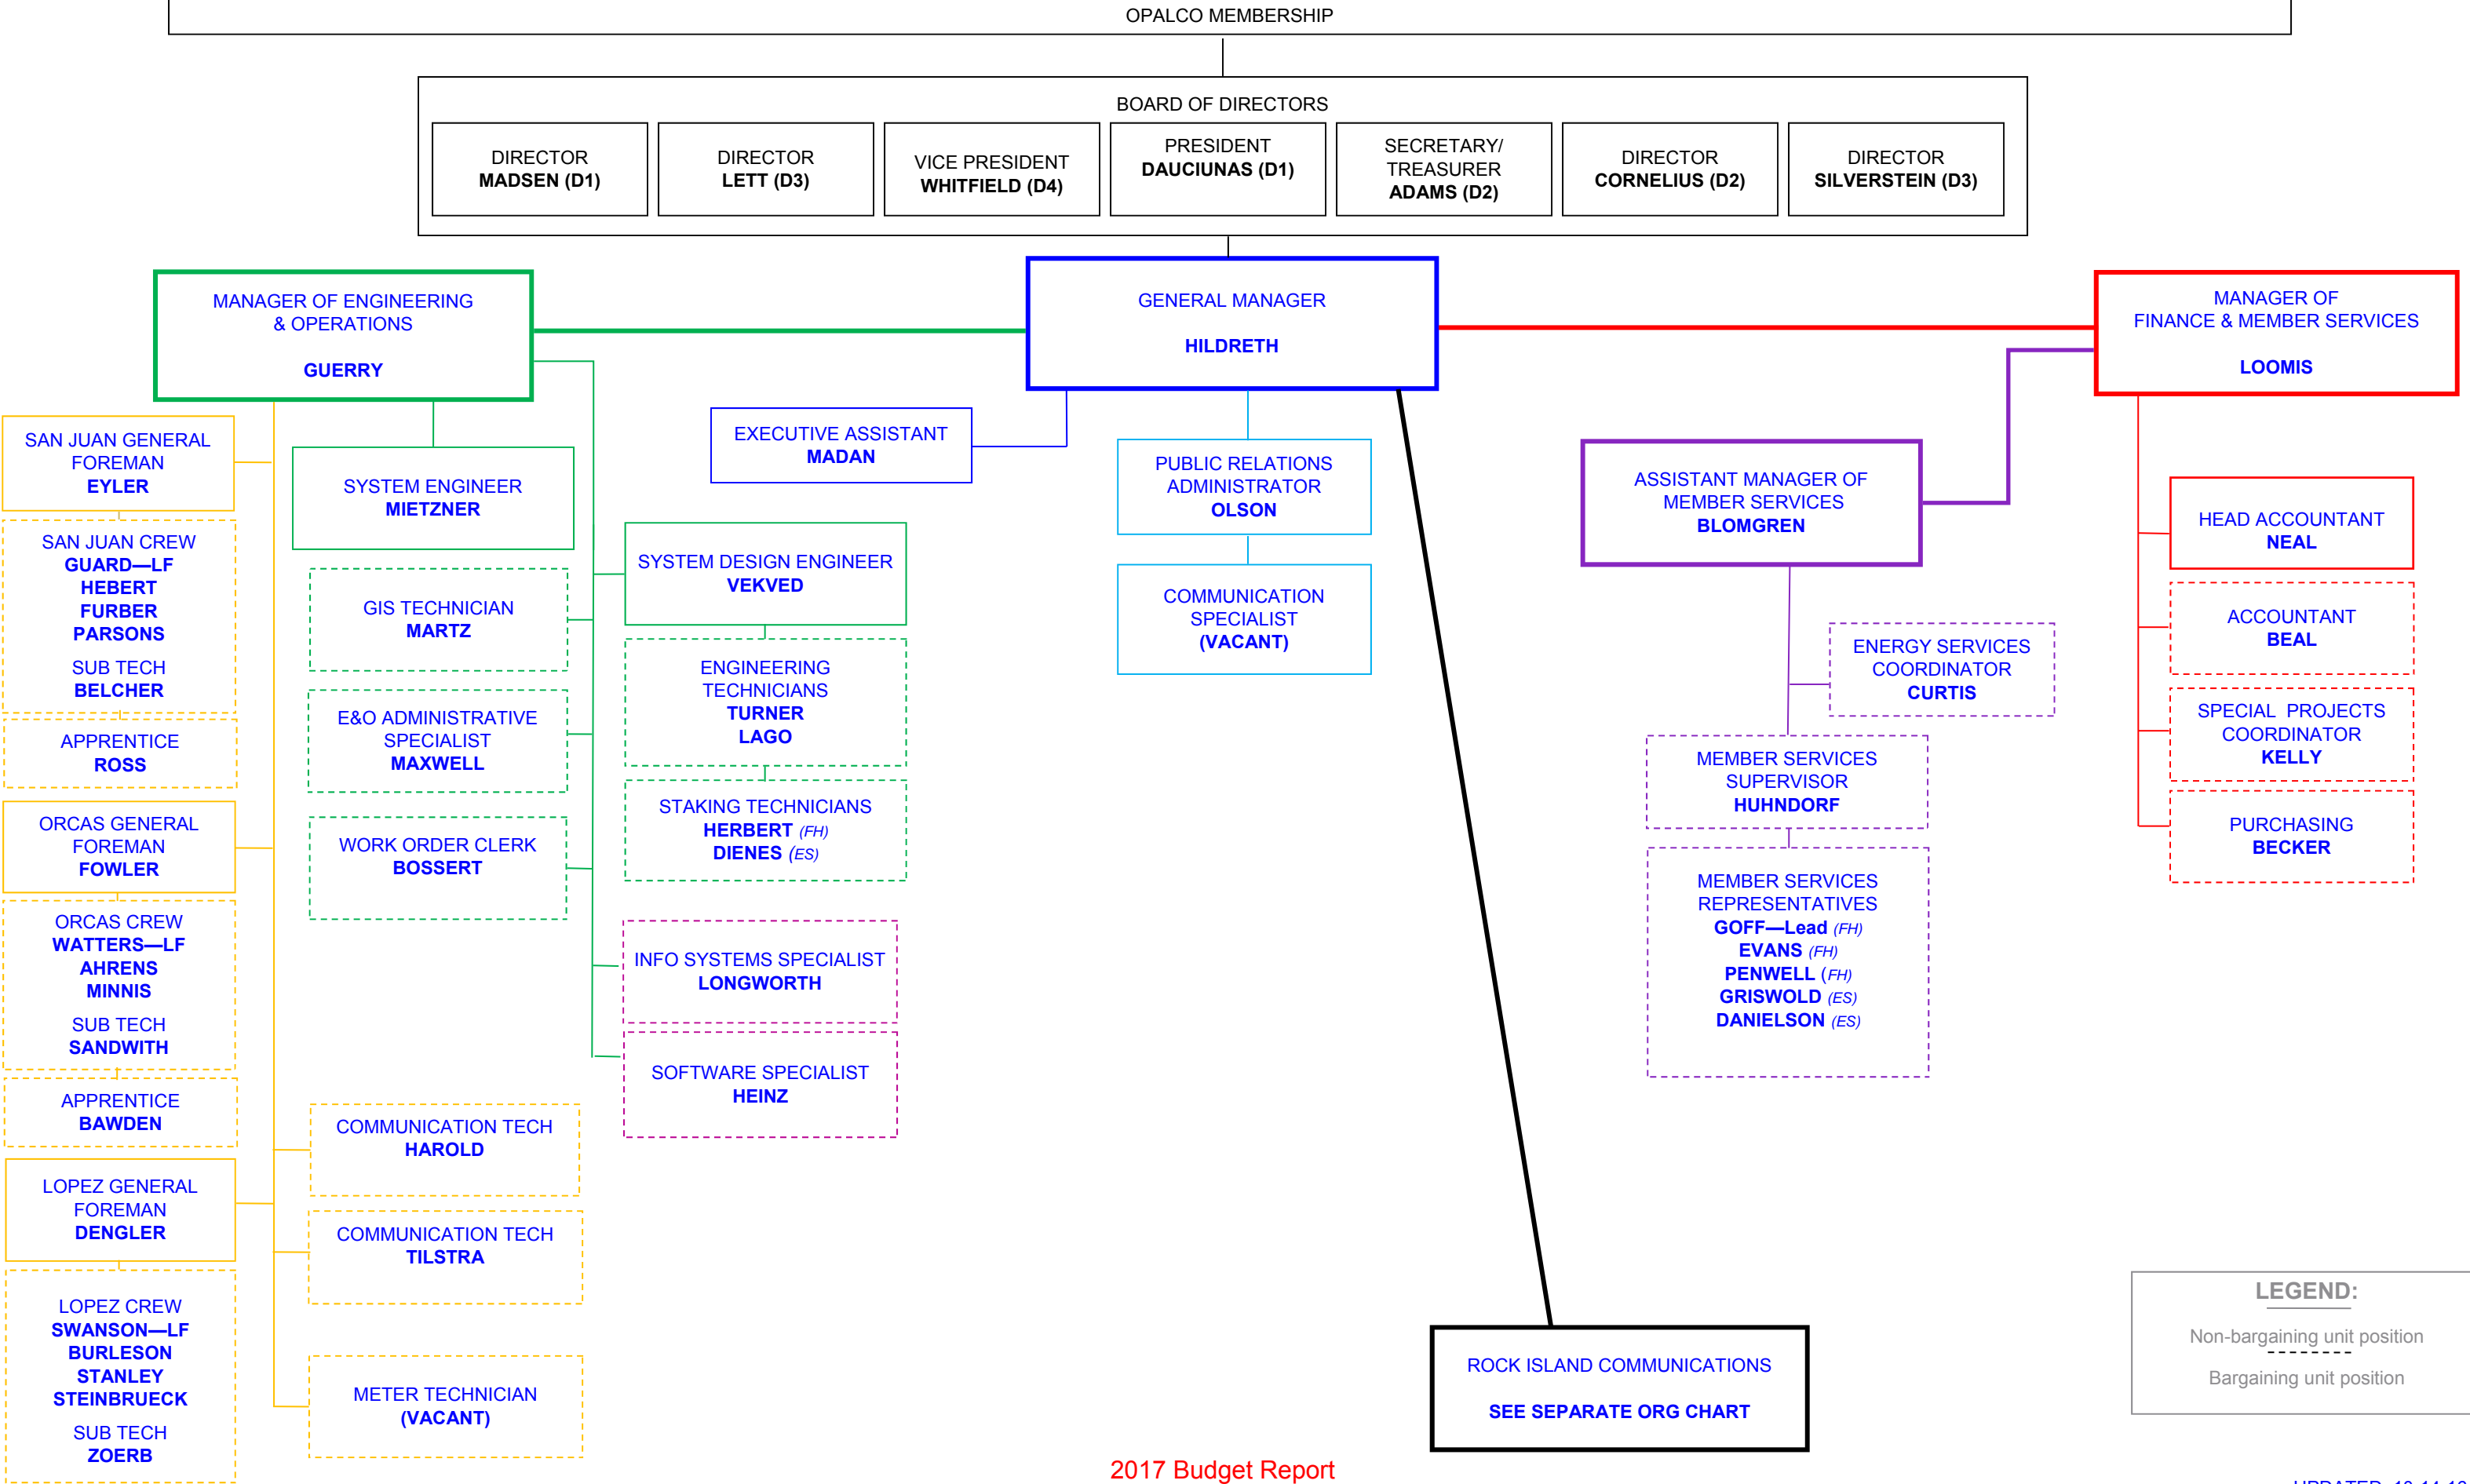 OPALCO MEMBERSHIP
BOARD OF DIRECTORS
DIRECTOR
MADSEN (D1)
DIRECTOR
LETT (D3)
VICE PRESIDENT
WHITFIELD (D4)
PRESIDENT
DAUCIUNAS (D1)
SECRETARY/
TREASURER
ADAMS (D2)
DIRECTOR
CORNELIUS (D2)
DIRECTOR
SILVERSTEIN (D3)
MANAGER OF ENGINEERING
& OPERATIONS
GUERRY
GENERAL MANAGER
HILDRETH
MANAGER OF
FINANCE & MEMBER SERVICES
LOOMIS
SAN JUAN GENERAL
FOREMAN
EYLER
SAN JUAN CREW
GUARD—LF
HEBERT
FURBER
PARSONS
SUB TECH
BELCHER
APPRENTICE
ROSS
ORCAS GENERAL
FOREMAN
FOWLER
ORCAS CREW
WATTERS—LF
AHRENS
MINNIS
SUB TECH
SANDWITH
APPRENTICE
BAWDEN
LOPEZ GENERAL
FOREMAN
DENGLER
LOPEZ CREW
SWANSON—LF
BURLESON
STANLEY
STEINBRUECK
SUB TECH
ZOERB
SYSTEM ENGINEER
MIETZNER
GIS TECHNICIAN
MARTZ
E&O ADMINISTRATIVE
SPECIALIST
MAXWELL
WORK ORDER CLERK
BOSSERT
COMMUNICATION TECH
HAROLD
COMMUNICATION TECH
TILSTRA
METER TECHNICIAN
(VACANT)
SYSTEM DESIGN ENGINEER
VEKVED
ENGINEERING
TECHNICIANS
TURNER
LAGO
STAKING TECHNICIANS
HERBERT (FH)
DIENES (ES)
INFO SYSTEMS SPECIALIST
LONGWORTH
SOFTWARE SPECIALIST
HEINZ
EXECUTIVE ASSISTANT
MADAN
PUBLIC RELATIONS
ADMINISTRATOR
OLSON
COMMUNICATION
SPECIALIST
(VACANT)
ROCK ISLAND COMMUNICATIONS
SEE SEPARATE ORG CHART
ASSISTANT MANAGER OF
MEMBER SERVICES
BLOMGREN
ENERGY SERVICES
COORDINATOR
CURTIS
MEMBER SERVICES
SUPERVISOR
HUHNDORF
MEMBER SERVICES
REPRESENTATIVES
GOFF—Lead (FH)
EVANS (FH)
PENWELL (FH)
GRISWOLD (ES)
DANIELSON (ES)
HEAD ACCOUNTANT
NEAL
ACCOUNTANT
BEAL
SPECIAL PROJECTS
COORDINATOR
KELLY
PURCHASING
BECKER
LEGEND:
Non-bargaining unit position
Bargaining unit position
2017 Budget Report